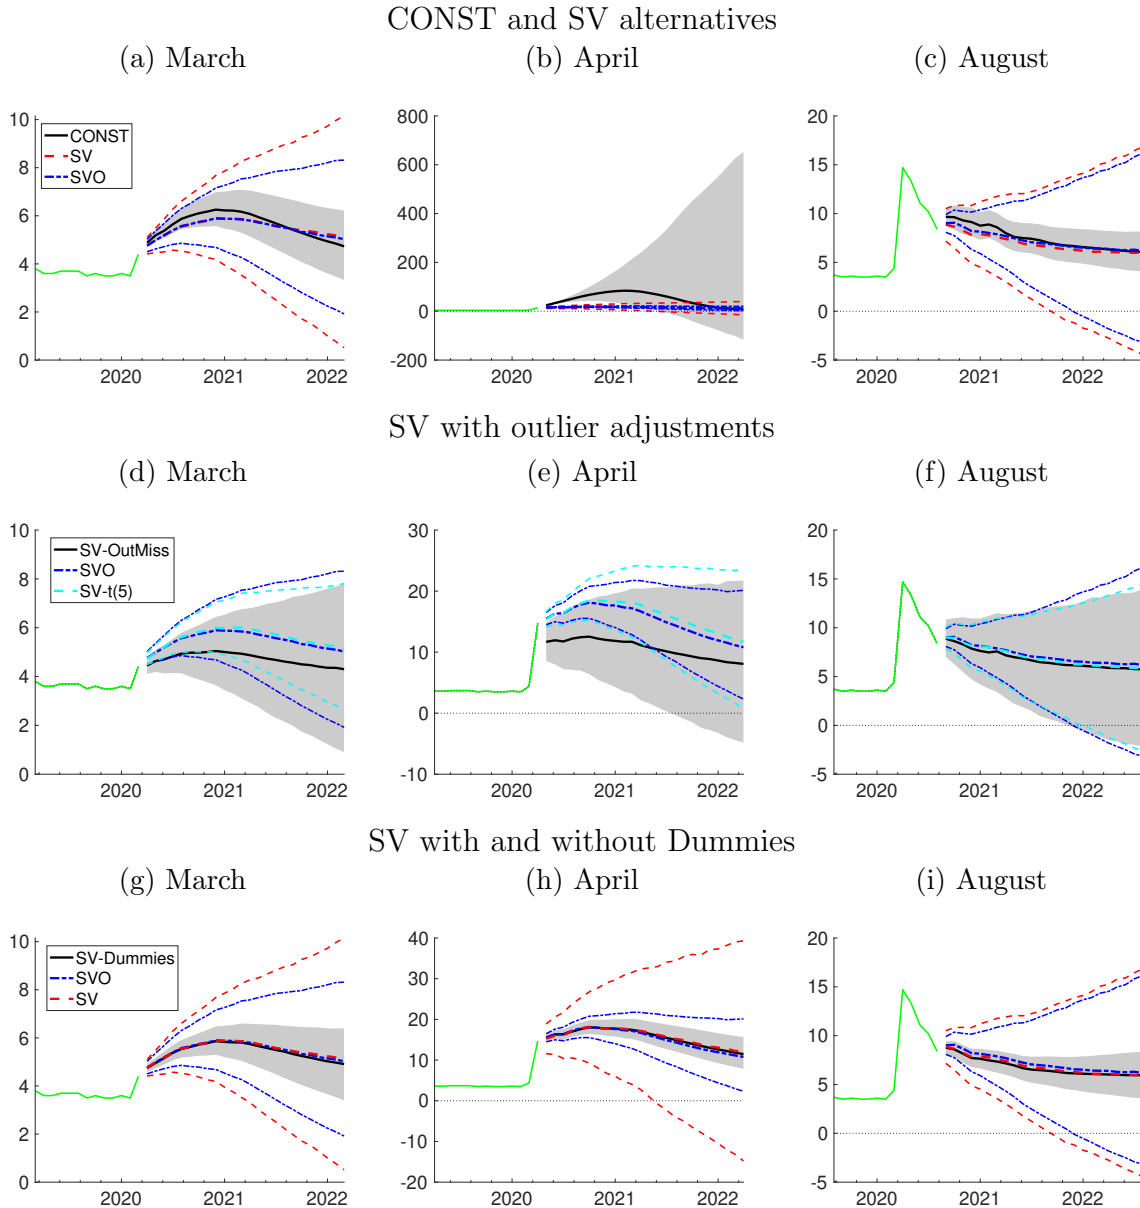 CONST and SV alternatives
(a) March (b) April (c) August
10 8 6 4 2 0
CONST
SV
SVO
2020 2021 2022
800 600 400 200 0 -200
2020 2021 2022
20 15 10 5 0 -5
2020 2021 2022
SV with outlier adjustments
(d) March (e) April (f) August
10 8 6 4 2 0
SV-OutMiss
SVO
SV-t(5)
2020 2021 2022
30 20 10 0 -10
2020 2021 2022
20 15 10 5 0 -5
2020 2021 2022
SV with and without Dummies
(g) March (h) April (i) August
10 8 6 4 2 0
SV-Dummies
SVO
SV
2020 2021 2022
40 30 20 10 0 -10 -20
2020 2021 2022
20 15 10 5 0 -5
2020 2021 2022